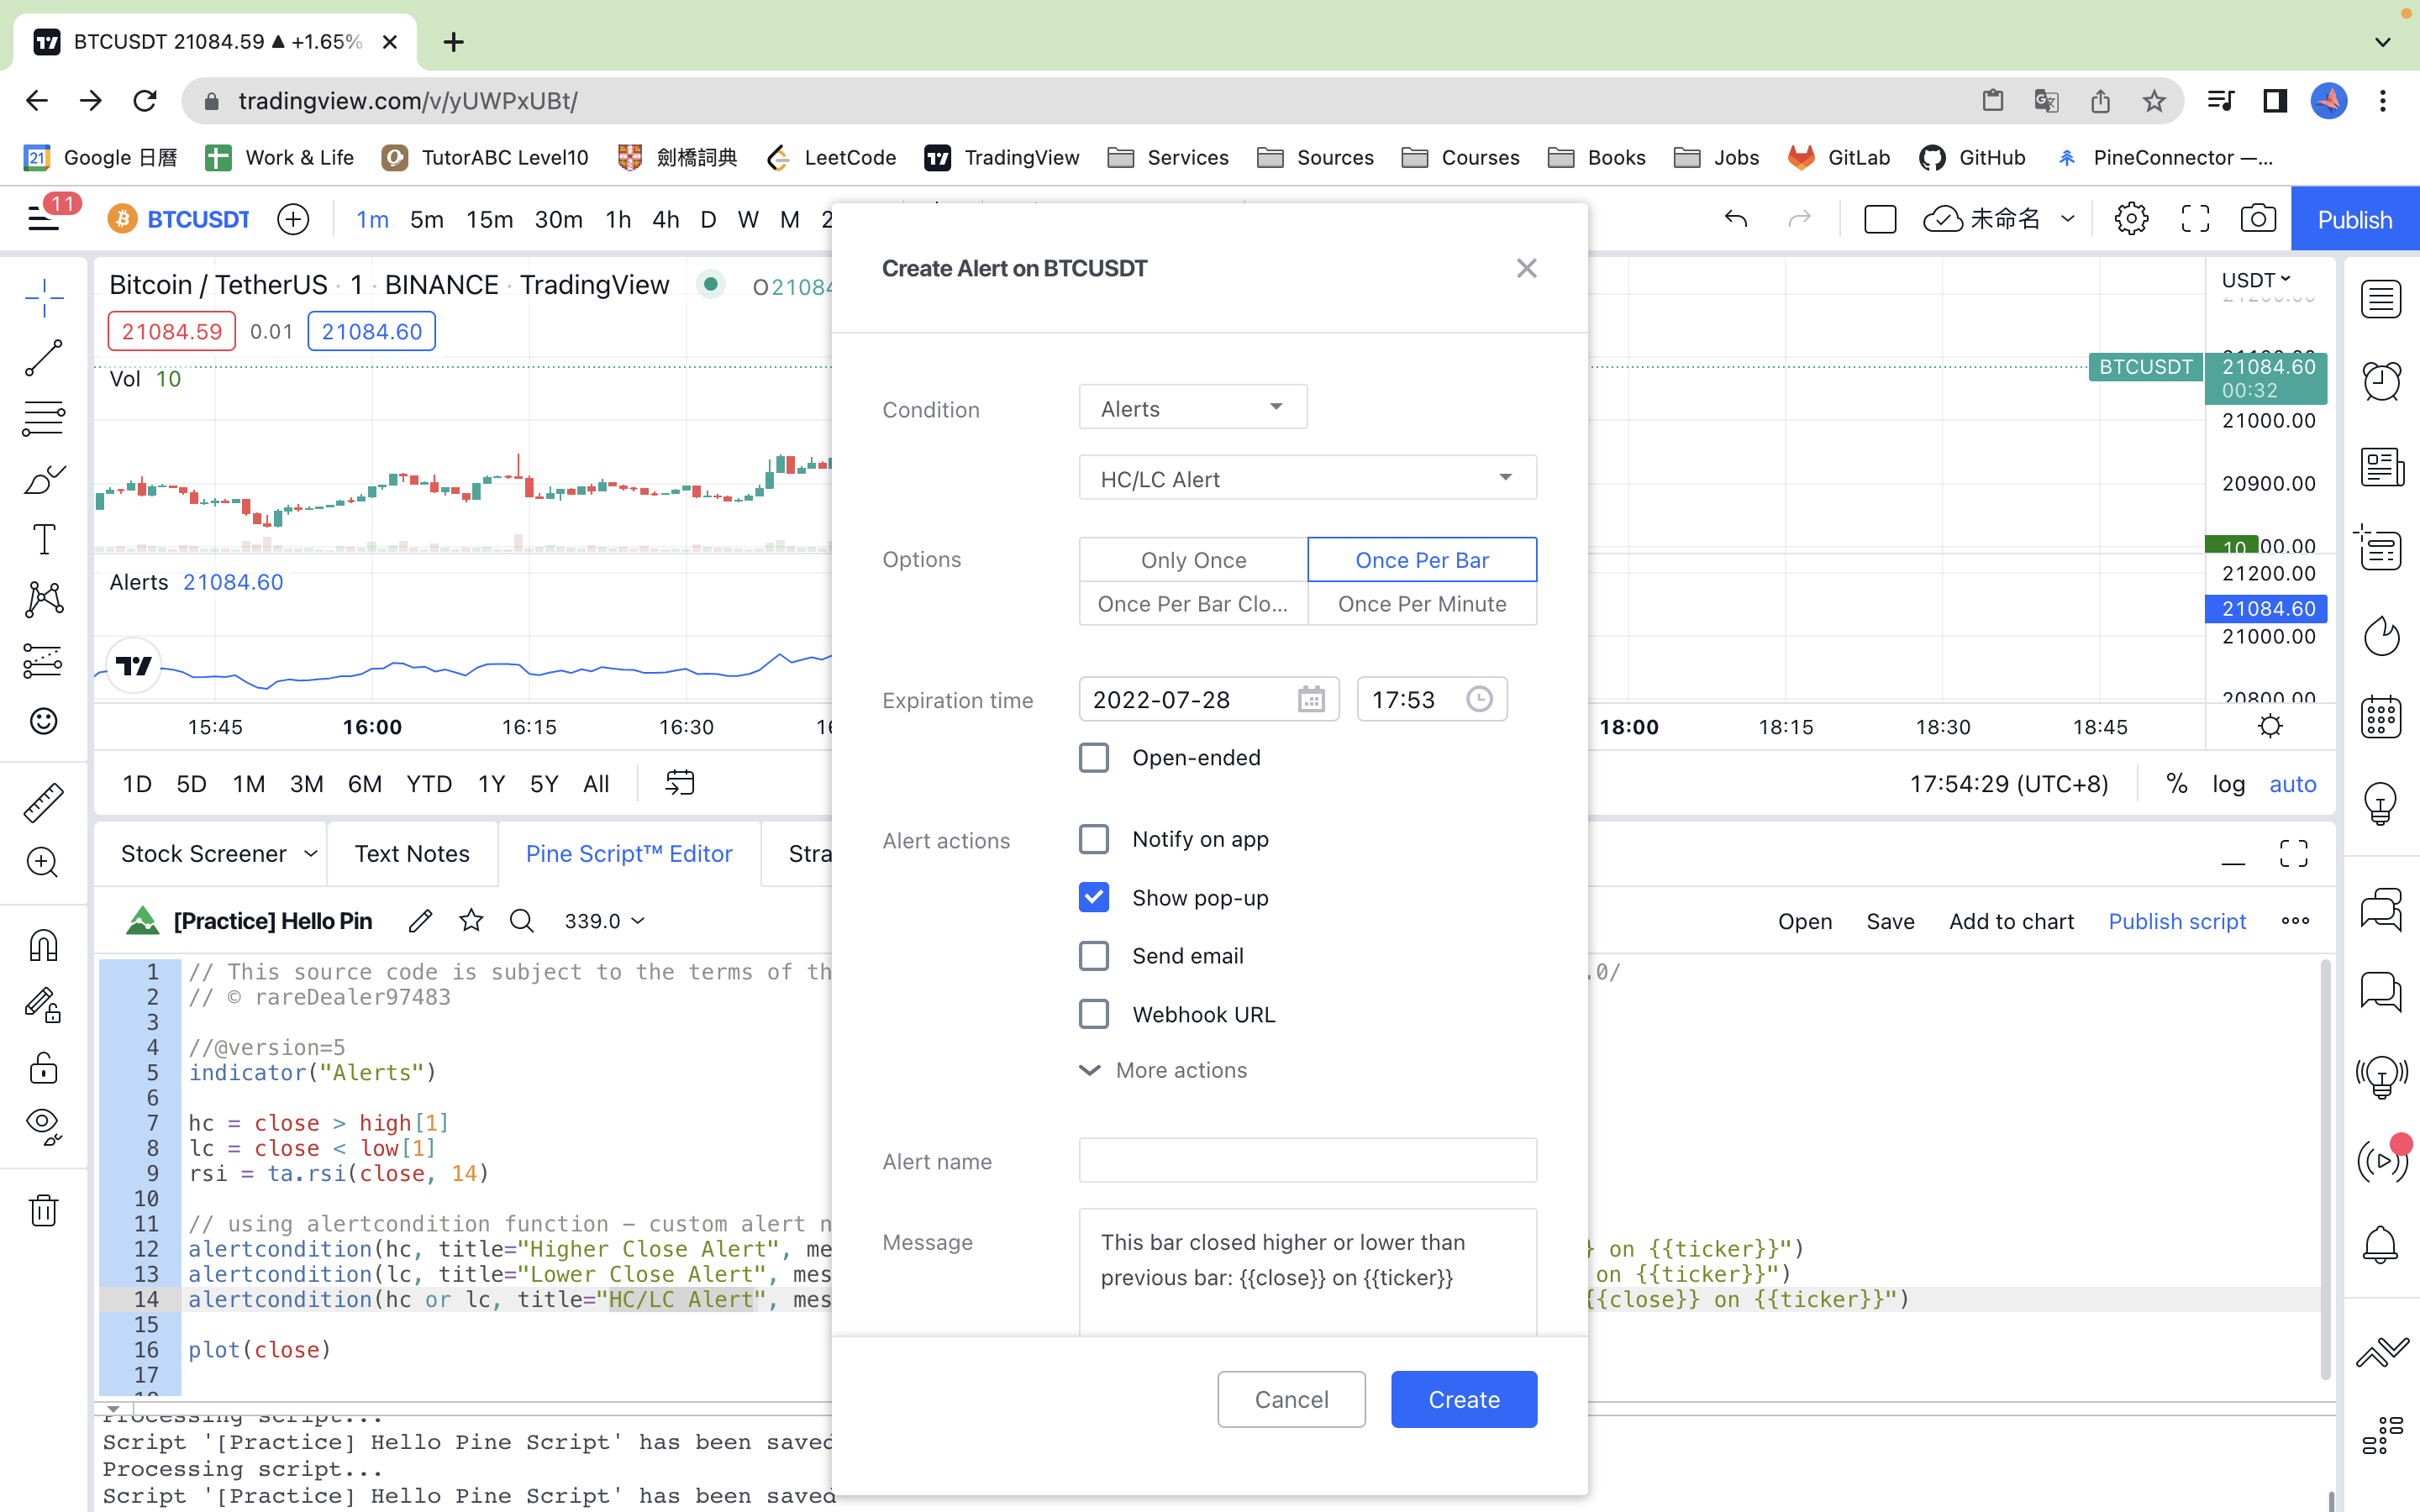 BTCUSDT 21084.59 ▲ +1.65%
tradingview.com/v/yUWPxUBt/
21 Google 日曆 Work & Life TutorABC Level10 劍橋詞典 LeetCode TradingView Services Sources Courses Books Jobs GitLab GitHub PineConnector —...
11 BTCUSDT 1m 5m 15m 30m 1h 4h D W M 2 未命名 Publish
Create Alert on BTCUSDT
Bitcoin / TetherUS · 1 · BINANCE · TradingView O21084
USDT
21084.59 0.01 21084.60
Vol 10
BTCUSDT 21084.60
00:32
21000.00
20900.00
10 00.00
21200.00
Alerts 21084.60
21084.60
21000.00
20800.00
15:45 16:00 16:15 16:30 18:00 18:15 18:30 18:45
1D 5D 1M 3M 6M YTD 1Y 5Y All
17:54:29 (UTC+8) % log auto
Condition Alerts
HC/LC Alert
Options Only Once Once Per Bar
Once Per Bar Clo... Once Per Minute
Expiration time 2022-07-28 17:53
Open-ended
Alert actions Notify on app
Show pop-up
Send email
Webhook URL
More actions
Alert name
Message This bar closed higher or lower than
previous bar: {{close}} on {{ticker}}
Cancel Create
Stock Screener Text Notes Pine Script™ Editor Stra
[Practice] Hello Pin 339.0
Open Save Add to chart Publish script
1 // This source code is subject to the terms of th .0/
2 // © rareDealer97483
3
4 //@version=5
5 indicator("Alerts")
6
7 hc = close > high[1]
8 lc = close < low[1]
9 rsi = ta.rsi(close, 14)
10
11 // using alertcondition function – custom alert n
12 alertcondition(hc, title="Higher Close Alert", me } on {{ticker}}")
13 alertcondition(lc, title="Lower Close Alert", mes on {{ticker}}")
14 alertcondition(hc or lc, title="HC/LC Alert", mes {{close}} on {{ticker}}")
15
16 plot(close)
17
Processing script...
Script '[Practice] Hello Pine Script' has been saved
Processing script...
Script '[Practice] Hello Pine Script' has been saved